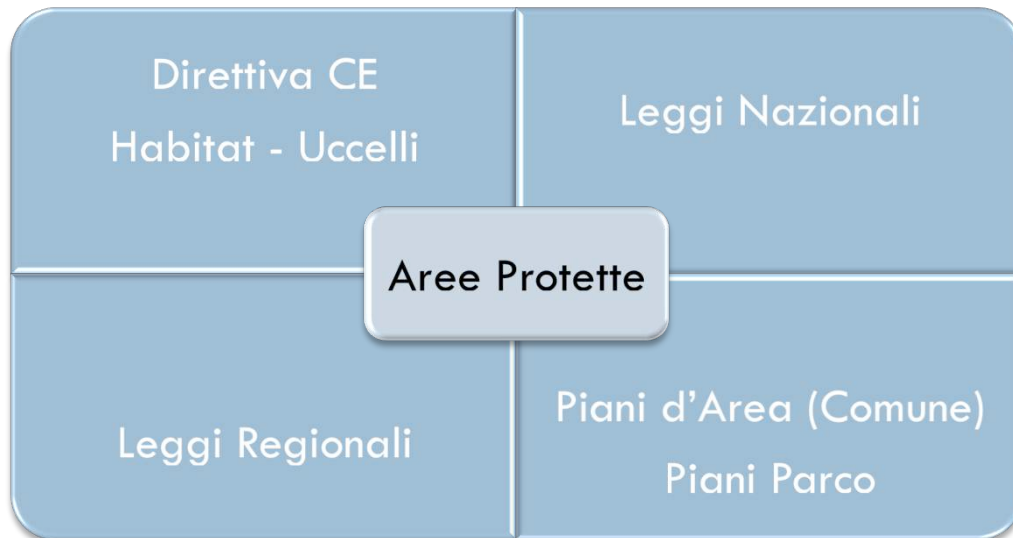 Direttiva CE
Habitat - Uccelli
Leggi Nazionali
Aree Protette
Leggi Regionali
Piani d’Area (Comune)
Piani Parco